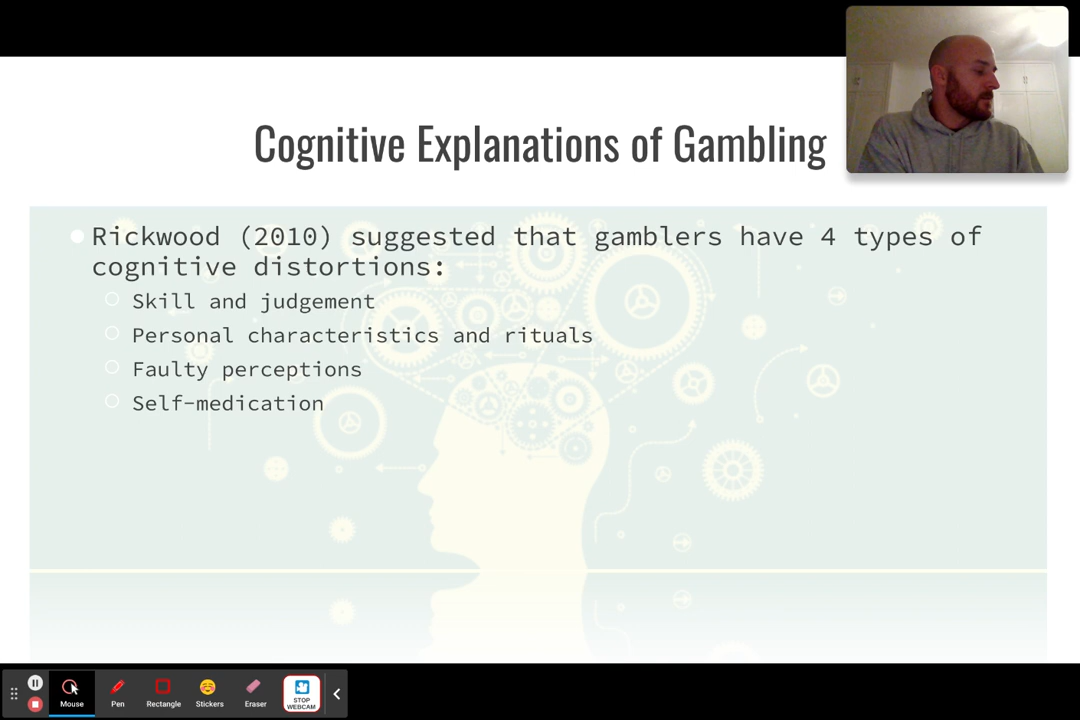 Cognitive Explanations of Gambling
Rickwood (2010) suggested that gamblers have 4 types of
cognitive distortions:
Skill and judgement
Personal characteristics and rituals
Faulty perceptions
Self-medication
Mouse
Pen
Rectangle
Stickers
Eraser
STOP
WEBCAM